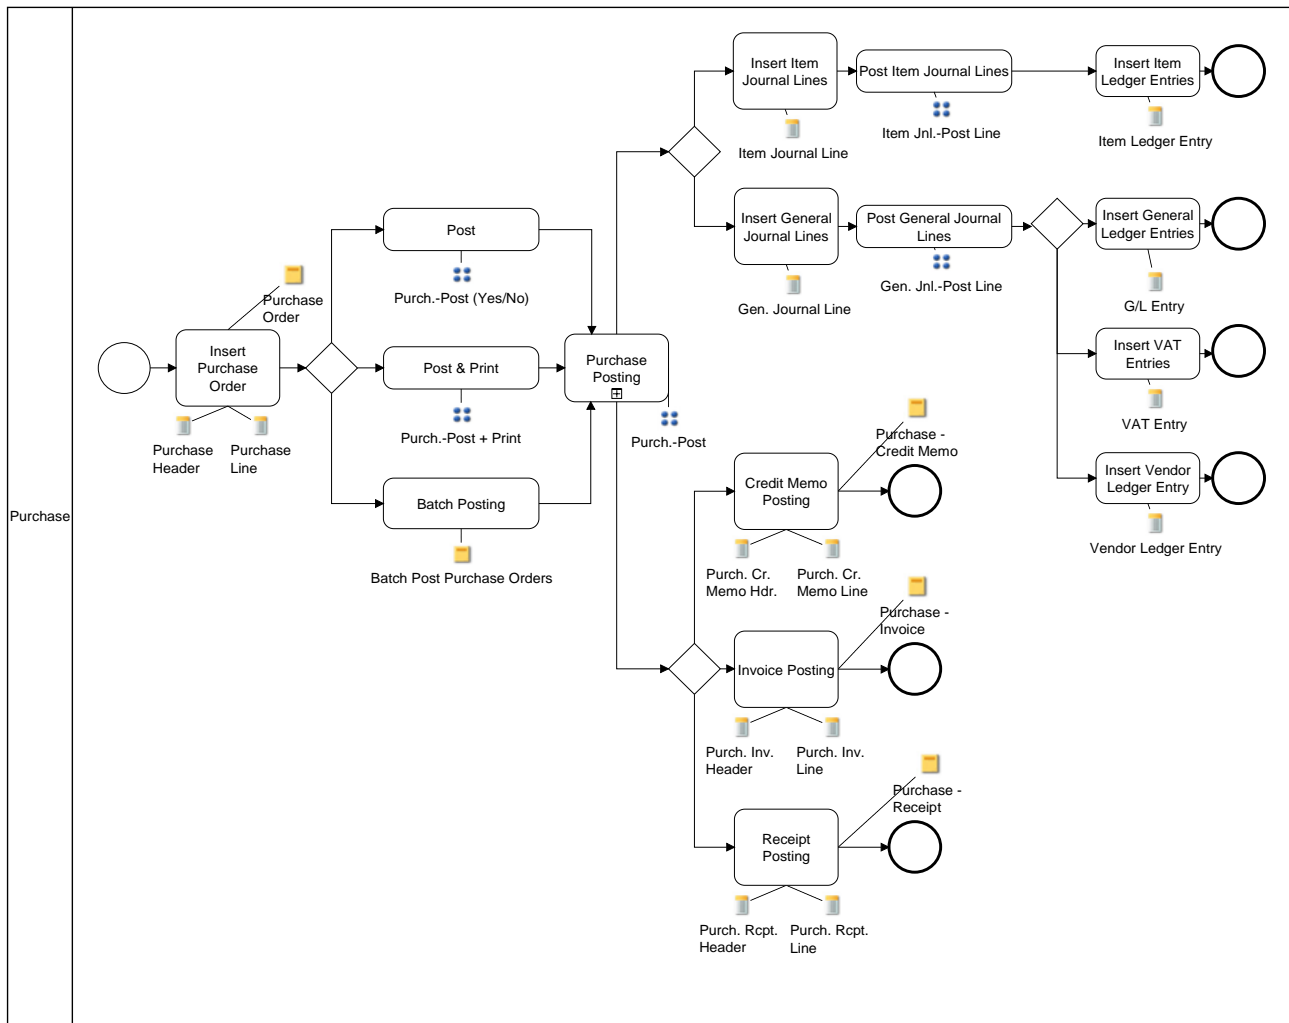 Purchase
Insert
Purchase
Order
Purchase
Order
Purchase
Header
Purchase
Line
Post
Purch.-Post (Yes/No)
Post & Print
Purch.-Post + Print
Batch Posting
Batch Post Purchase Orders
Purchase
Posting
Purch.-Post
Insert Item
Journal Lines
Item Journal Line
Post Item Journal Lines
Item Jnl.-Post Line
Insert Item
Ledger Entries
Item Ledger Entry
Insert General
Journal Lines
Gen. Journal Line
Post General Journal
Lines
Gen. Jnl.-Post Line
Insert General
Ledger Entries
G/L Entry
Insert VAT
Entries
VAT Entry
Insert Vendor
Ledger Entry
Vendor Ledger Entry
Credit Memo
Posting
Purchase -
Credit Memo
Purch. Cr.
Memo Hdr.
Purch. Cr.
Memo Line
Invoice Posting
Purchase -
Invoice
Purch. Inv.
Header
Purch. Inv.
Line
Receipt
Posting
Purchase -
Receipt
Purch. Rcpt.
Header
Purch. Rcpt.
Line